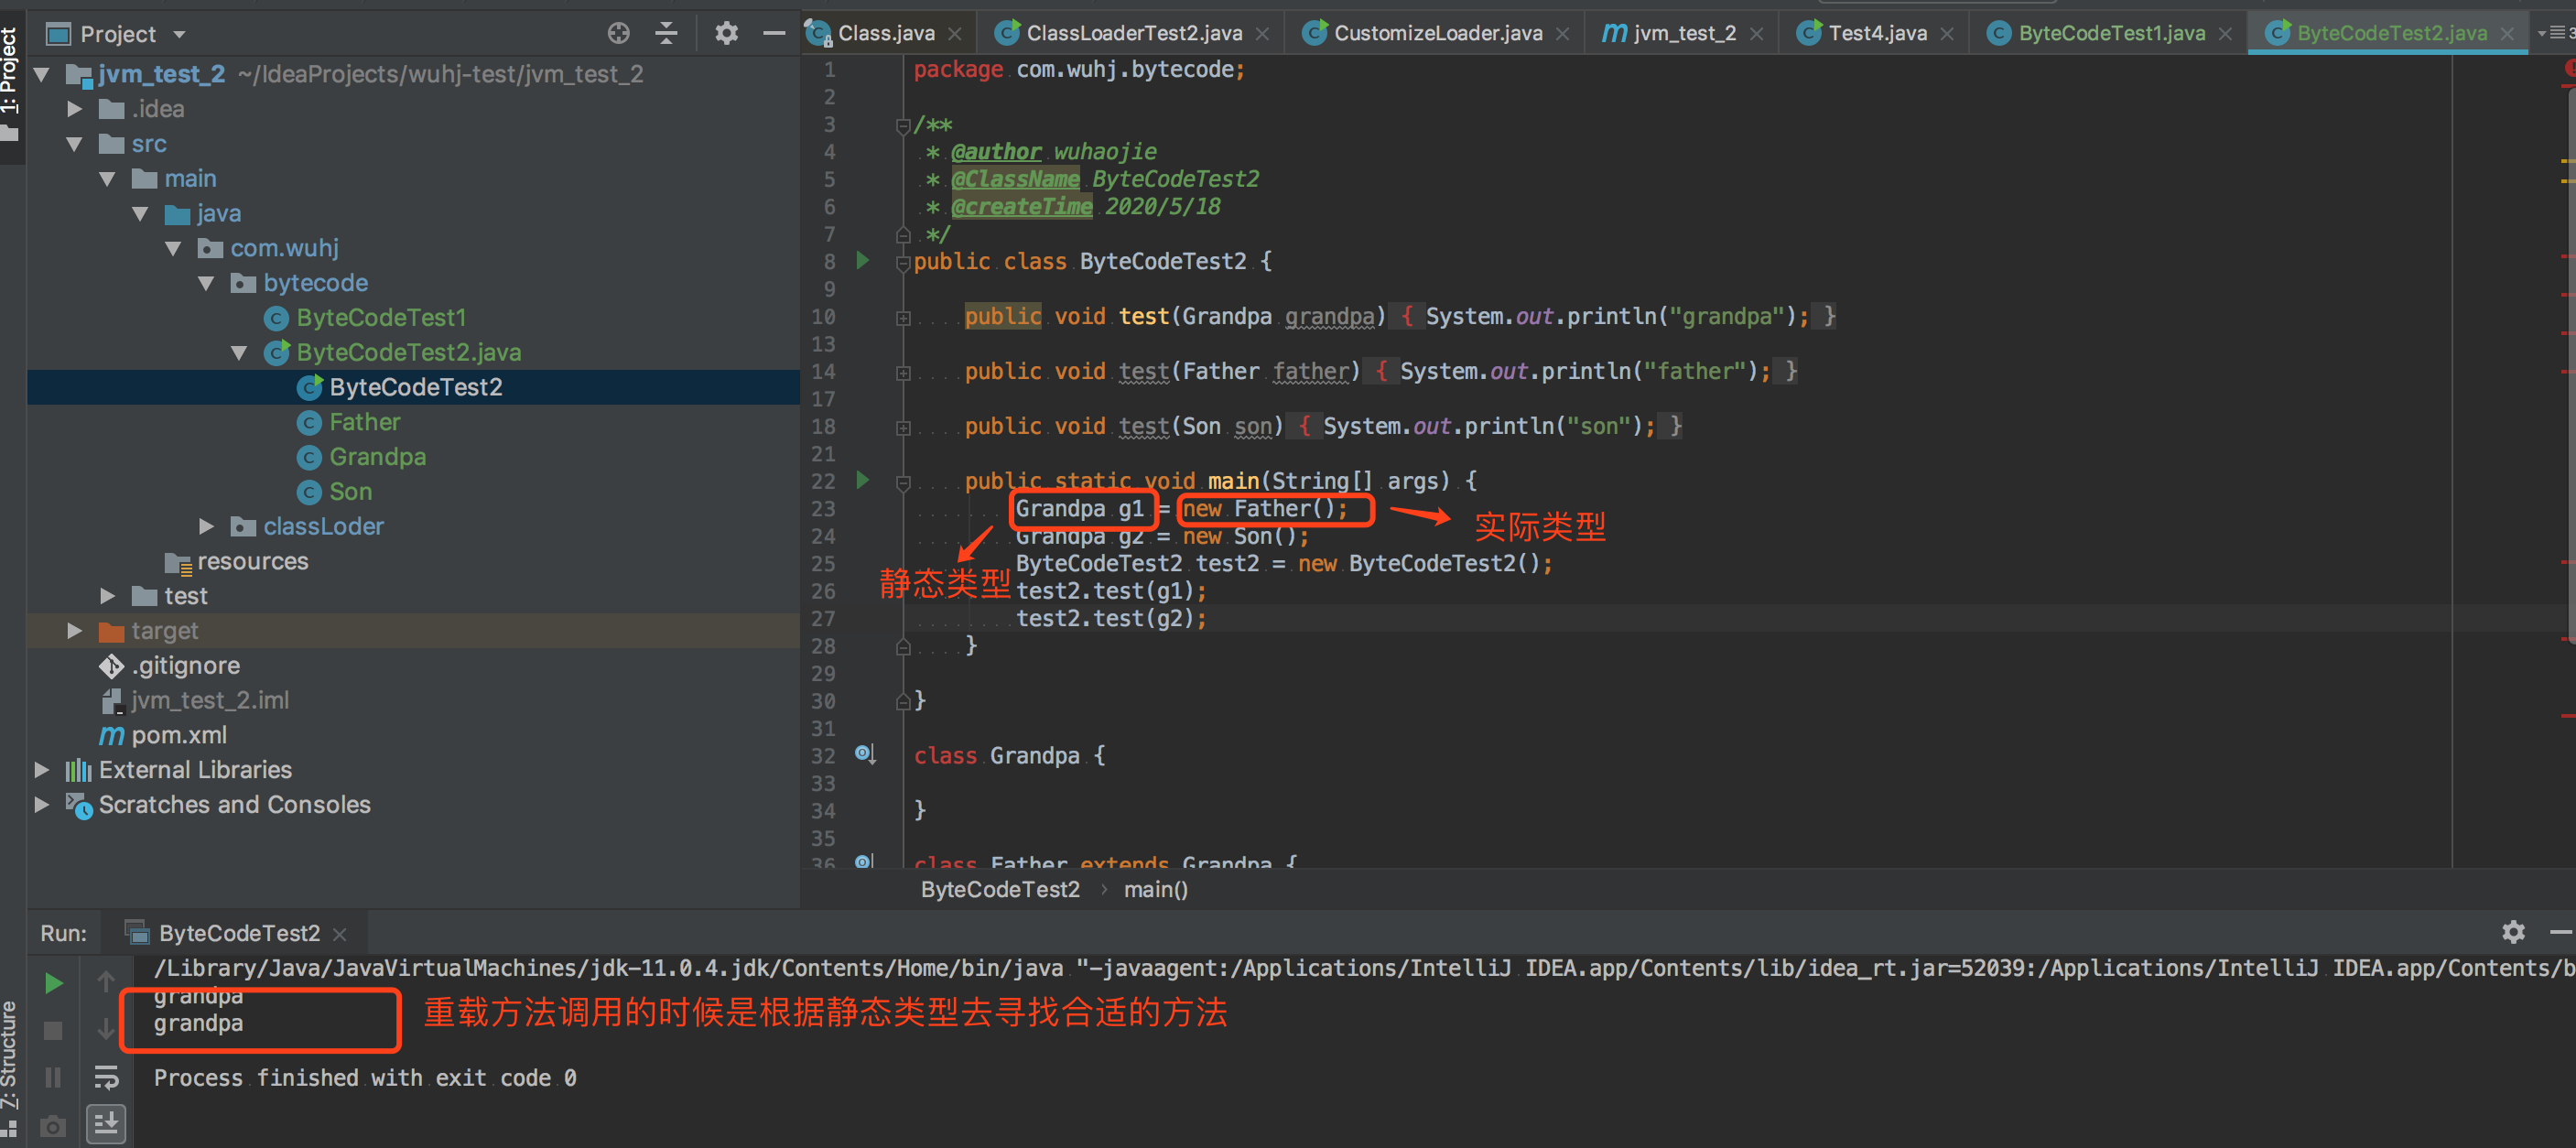 1: Project
Project
jvm_test_2 ~/IdeaProjects/wuhj-test/jvm_test_2
.idea
src
main
java
com.wuhj
bytecode
ByteCodeTest1
ByteCodeTest2.java
ByteCodeTest2
Father
Grandpa
Son
classLoder
resources
test
target
.gitignore
jvm_test_2.iml
pom.xml
External Libraries
Scratches and Consoles
Class.java
ClassLoaderTest2.java
CustomizeLoader.java
jvm_test_2
Test4.java
ByteCodeTest1.java
ByteCodeTest2.java
3
1 package com.wuhj.bytecode;
2
3 /**
4 * @author wuhaojie
5 * @ClassName ByteCodeTest2
6 * @createTime 2020/5/18
7 */
8 public class ByteCodeTest2 {
9
10 public void test(Grandpa grandpa) { System.out.println("grandpa"); }
13
14 public void test(Father father) { System.out.println("father"); }
17
18 public void test(Son son) { System.out.println("son"); }
21
22 public static void main(String[] args) {
23 Grandpa g1 = new Father();
实际类型
24 Grandpa g2 = new Son();
25 ByteCodeTest2 test2 = new ByteCodeTest2();
静态类型
26 test2.test(g1);
27 test2.test(g2);
28 }
29
30 }
31
32 class Grandpa {
33
34 }
35
36 class Father extends Grandpa {
ByteCodeTest2 › main()
Run: ByteCodeTest2
/Library/Java/JavaVirtualMachines/jdk-11.0.4.jdk/Contents/Home/bin/java "-javaagent:/Applications/IntelliJ IDEA.app/Contents/lib/idea_rt.jar=52039:/Applications/IntelliJ IDEA.app/Contents/b
grandpa
grandpa
重载方法调用的时候是根据静态类型去寻找合适的方法
Process finished with exit code 0
7: Structure